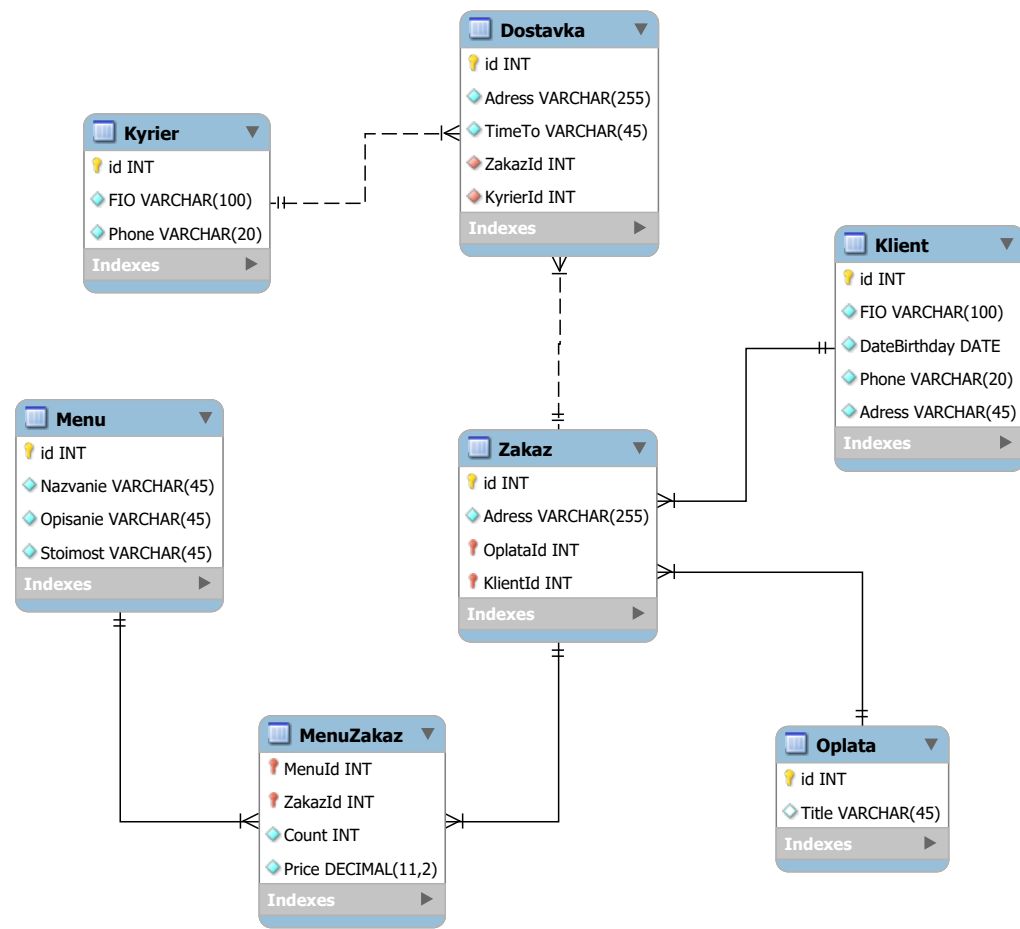 Dostavka
id INT
Adress VARCHAR(255)
TimeTo VARCHAR(45)
ZakazId INT
KyrierId INT
Indexes
Kyrier
id INT
FIO VARCHAR(100)
Phone VARCHAR(20)
Indexes
Klient
id INT
FIO VARCHAR(100)
DateBirthday DATE
Phone VARCHAR(20)
Adress VARCHAR(45)
Indexes
Menu
id INT
Nazvanie VARCHAR(45)
Opisanie VARCHAR(45)
Stoimost VARCHAR(45)
Indexes
Zakaz
id INT
Adress VARCHAR(255)
OplataId INT
KlientId INT
Indexes
MenuZakaz
MenuId INT
ZakazId INT
Count INT
Price DECIMAL(11,2)
Indexes
Oplata
id INT
Title VARCHAR(45)
Indexes